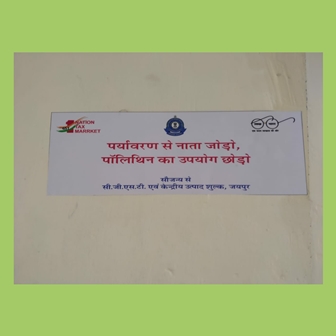 NATION
TAX
MARKET
पर्यावरण से नाता जोड़ो,
पॉलिथिन का उपयोग छोड़ो
सौजन्य से
सी.जी.एस.टी. एवं केन्द्रीय उत्पाद शुल्क, जयपुर